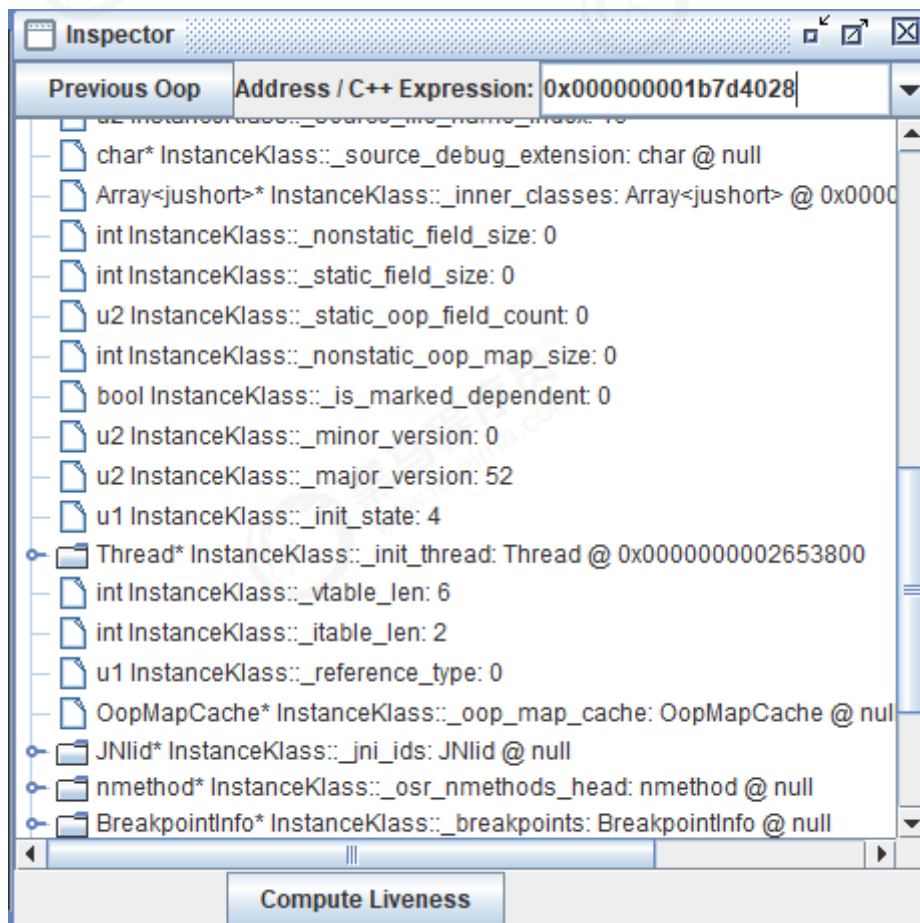 Inspector
Previous Oop Address / C++ Expression: 0x000000001b7d4028
char* InstanceKlass::_source_debug_extension: char @ null
Array<jushort>* InstanceKlass::_inner_classes: Array<jushort> @ 0x0000
int InstanceKlass::_nonstatic_field_size: 0
int InstanceKlass::_static_field_size: 0
u2 InstanceKlass::_static_oop_field_count: 0
int InstanceKlass::_nonstatic_oop_map_size: 0
bool InstanceKlass::_is_marked_dependent: 0
u2 InstanceKlass::_minor_version: 0
u2 InstanceKlass::_major_version: 52
u1 InstanceKlass::_init_state: 4
Thread* InstanceKlass::_init_thread: Thread @ 0x0000000002653800
int InstanceKlass::_vtable_len: 6
int InstanceKlass::_itable_len: 2
u1 InstanceKlass::_reference_type: 0
OopMapCache* InstanceKlass::_oop_map_cache: OopMapCache @ nul
JNIid* InstanceKlass::_jni_ids: JNIid @ null
nmethod* InstanceKlass::_osr_nmethods_head: nmethod @ null
BreakpointInfo* InstanceKlass::_breakpoints: BreakpointInfo @ null
Compute Liveness